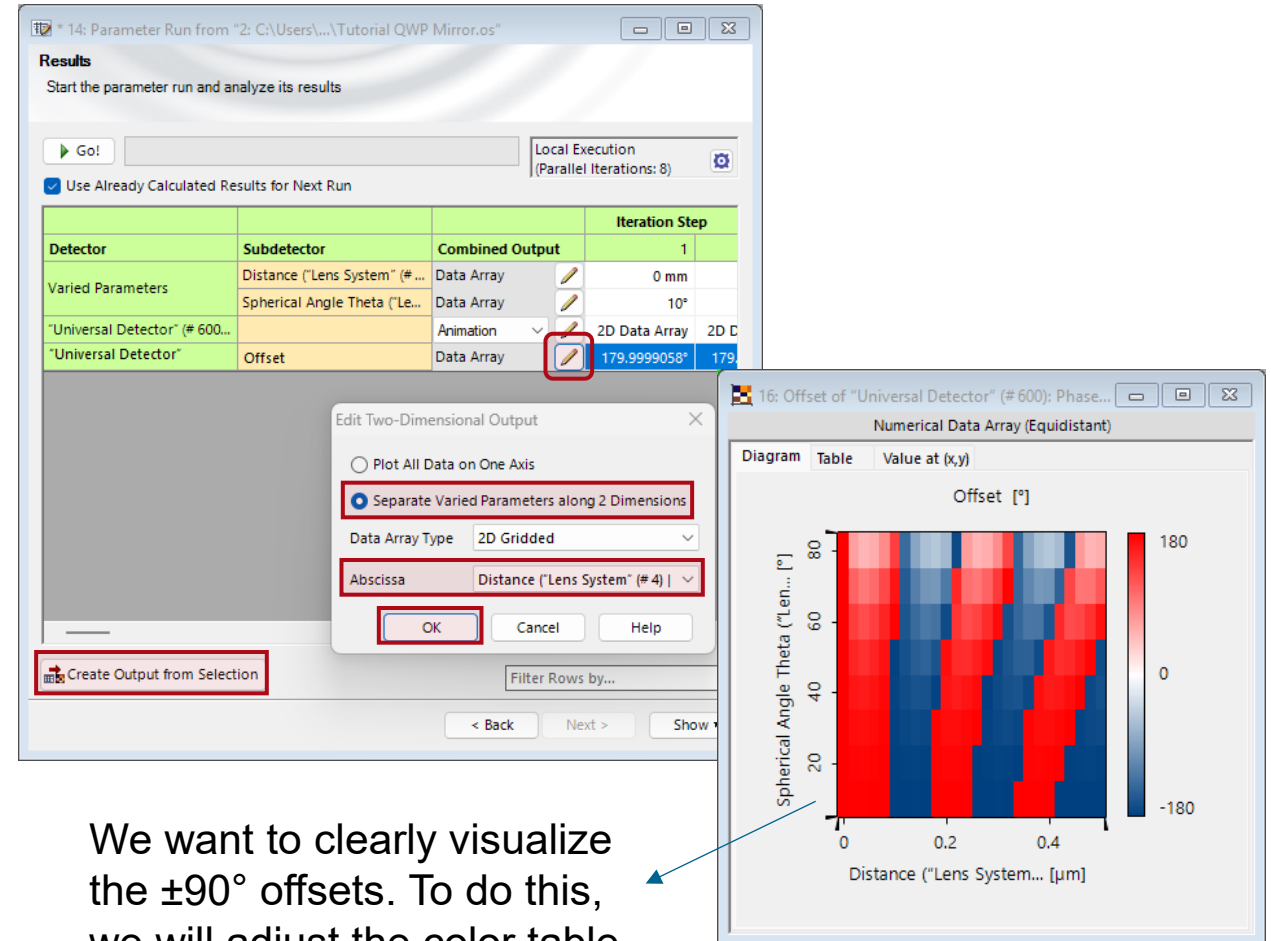 * 14: Parameter Run from "2: C:\Users\...\Tutorial QWP Mirror.os"
Results
Start the parameter run and analyze its results
Go!
Local Execution
(Parallel Iterations: 8)
Use Already Calculated Results for Next Run
Iteration Step
Detector Subdetector Combined Output 1
Varied Parameters
Distance ("Lens System" (# ... Data Array 0 mm
Spherical Angle Theta ("Le... Data Array 10°
"Universal Detector" (# 600... Animation 2D Data Array 2D D
"Universal Detector" Offset Data Array 179.9999058° 179.
Edit Two-Dimensional Output
Plot All Data on One Axis
Separate Varied Parameters along 2 Dimensions
Data Array Type 2D Gridded
Abscissa Distance ("Lens System" (# 4) |
OK Cancel Help
Create Output from Selection
Filter Rows by...
< Back Next > Show
16: Offset of "Universal Detector" (# 600): Phase...
Numerical Data Array (Equidistant)
Diagram Table Value at (x,y)
Offset [°]
Spherical Angle Theta ("Len... [°]
80
60
40
20
180
0
-180
0 0.2 0.4
Distance ("Lens System... [µm]
We want to clearly visualize
the ±90° offsets. To do this,
we will adjust the color table